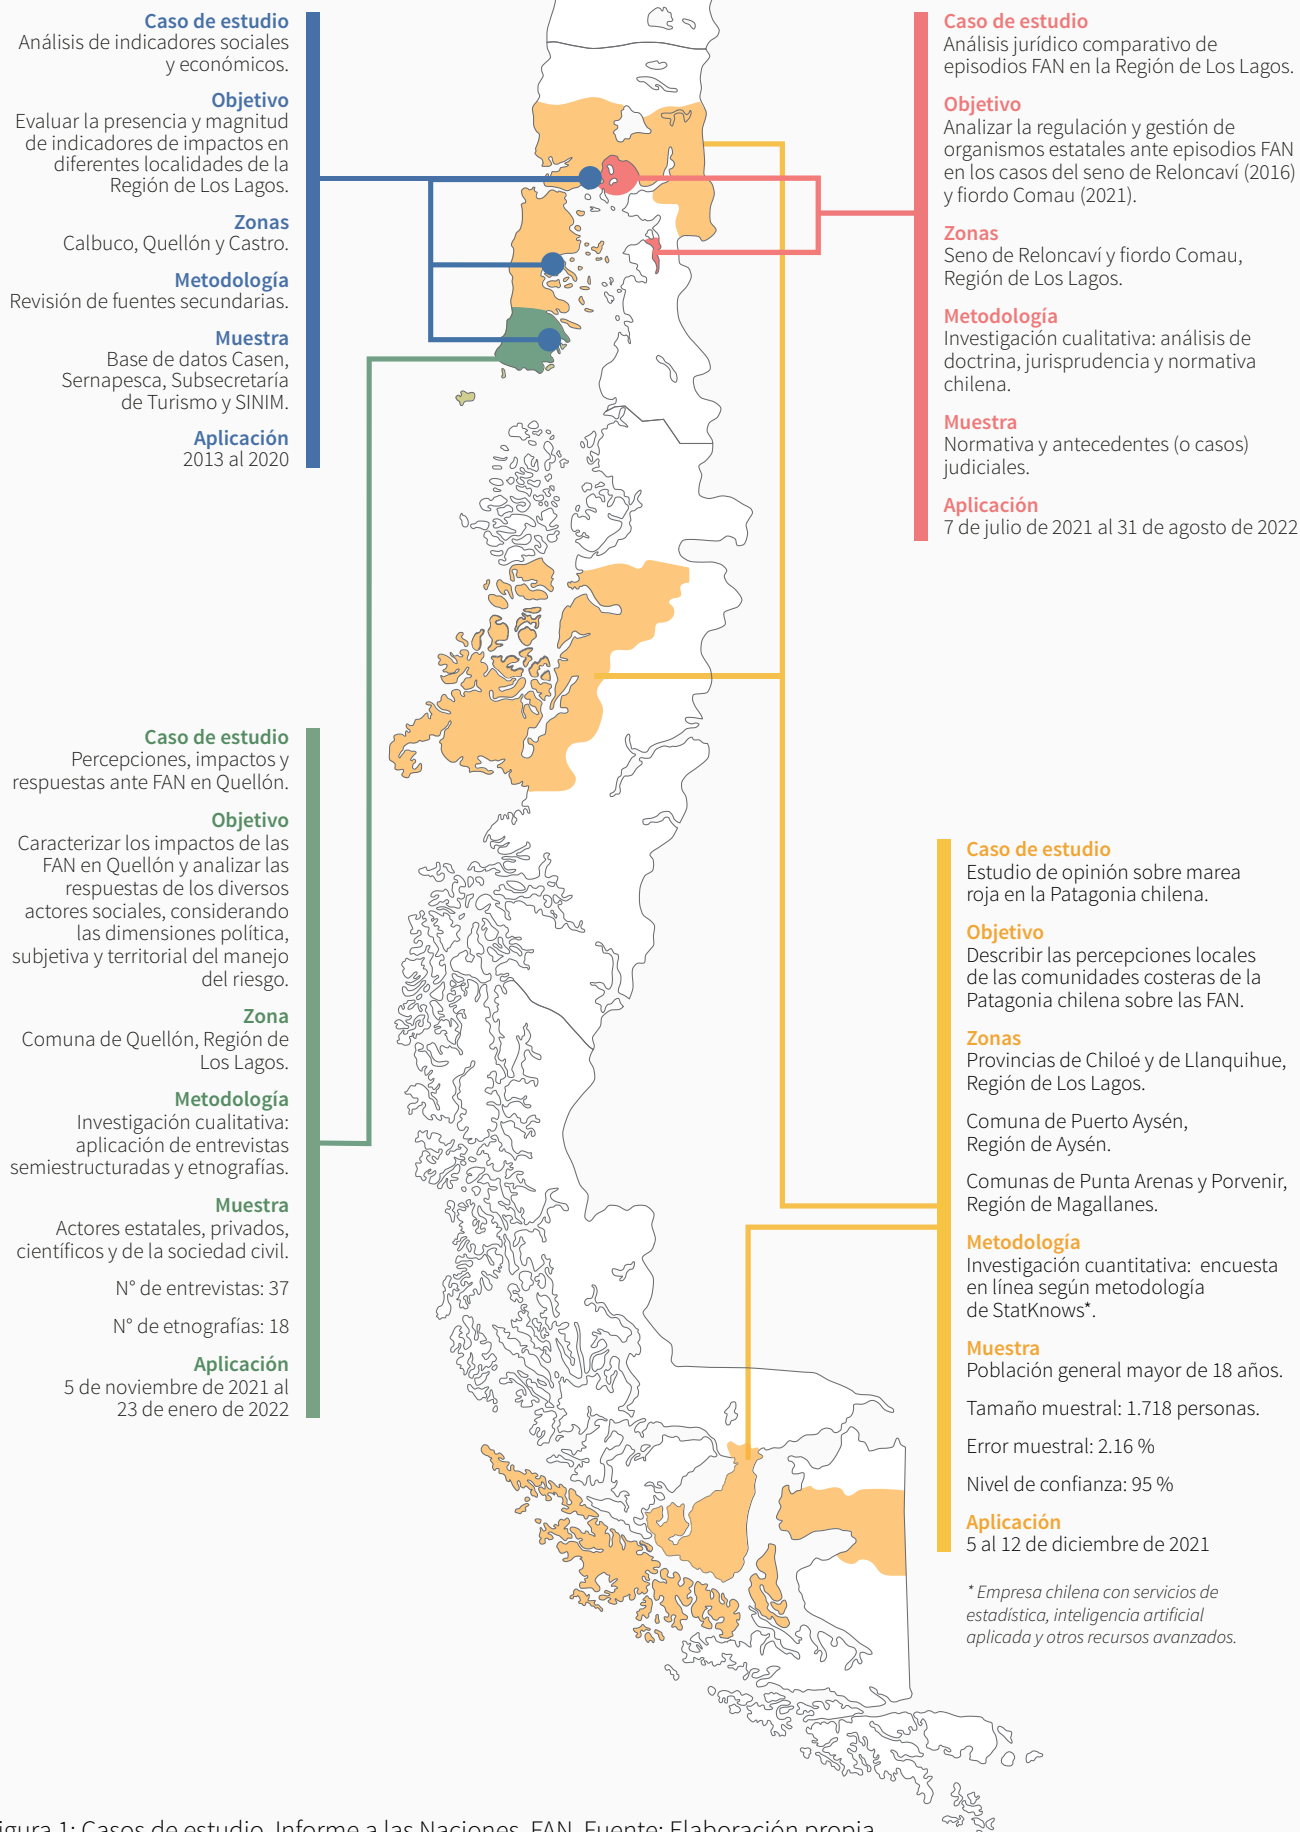 Caso de estudio
Análisis de indicadores sociales
y económicos.
Objetivo
Evaluar la presencia y magnitud
de indicadores de impactos en
diferentes localidades de la
Región de Los Lagos.
Zonas
Calbuco, Quellón y Castro.
Metodología
Revisión de fuentes secundarias.
Muestra
Base de datos Casen,
Sernapesca, Subsecretaría
de Turismo y SINIM.
Aplicación
2013 al 2020
Caso de estudio
Análisis jurídico comparativo de
episodios FAN en la Región de Los Lagos.
Objetivo
Analizar la regulación y gestión de
organismos estatales ante episodios FAN
en los casos del seno de Reloncaví (2016)
y fiordo Comau (2021).
Zonas
Seno de Reloncaví y fiordo Comau,
Región de Los Lagos.
Metodología
Investigación cualitativa: análisis de
doctrina, jurisprudencia y normativa
chilena.
Muestra
Normativa y antecedentes (o casos)
judiciales.
Aplicación
7 de julio de 2021 al 31 de agosto de 2022
Caso de estudio
Percepciones, impactos y
respuestas ante FAN en Quellón.
Objetivo
Caracterizar los impactos de las
FAN en Quellón y analizar las
respuestas de los diversos
actores sociales, considerando
las dimensiones política,
subjetiva y territorial del manejo
del riesgo.
Zona
Comuna de Quellón, Región de
Los Lagos.
Metodología
Investigación cualitativa:
aplicación de entrevistas
semiestructuradas y etnografías.
Muestra
Actores estatales, privados,
científicos y de la sociedad civil.
N° de entrevistas: 37
N° de etnografías: 18
Aplicación
5 de noviembre de 2021 al
23 de enero de 2022
Caso de estudio
Estudio de opinión sobre marea
roja en la Patagonia chilena.
Objetivo
Describir las percepciones locales
de las comunidades costeras de la
Patagonia chilena sobre las FAN.
Zonas
Provincias de Chiloé y de Llanquihue,
Región de Los Lagos.
Comuna de Puerto Aysén,
Región de Aysén.
Comunas de Punta Arenas y Porvenir,
Región de Magallanes.
Metodología
Investigación cuantitativa: encuesta
en línea según metodología
de StatKnows*.
Muestra
Población general mayor de 18 años.
Tamaño muestral: 1.718 personas.
Error muestral: 2.16 %
Nivel de confianza: 95 %
Aplicación
5 al 12 de diciembre de 2021
* Empresa chilena con servicios de
estadística, inteligencia artificial
aplicada y otros recursos avanzados.
igura 1: Casos de estudio, Informe a las Naciones, FAN. Fuente: Elaboración propia